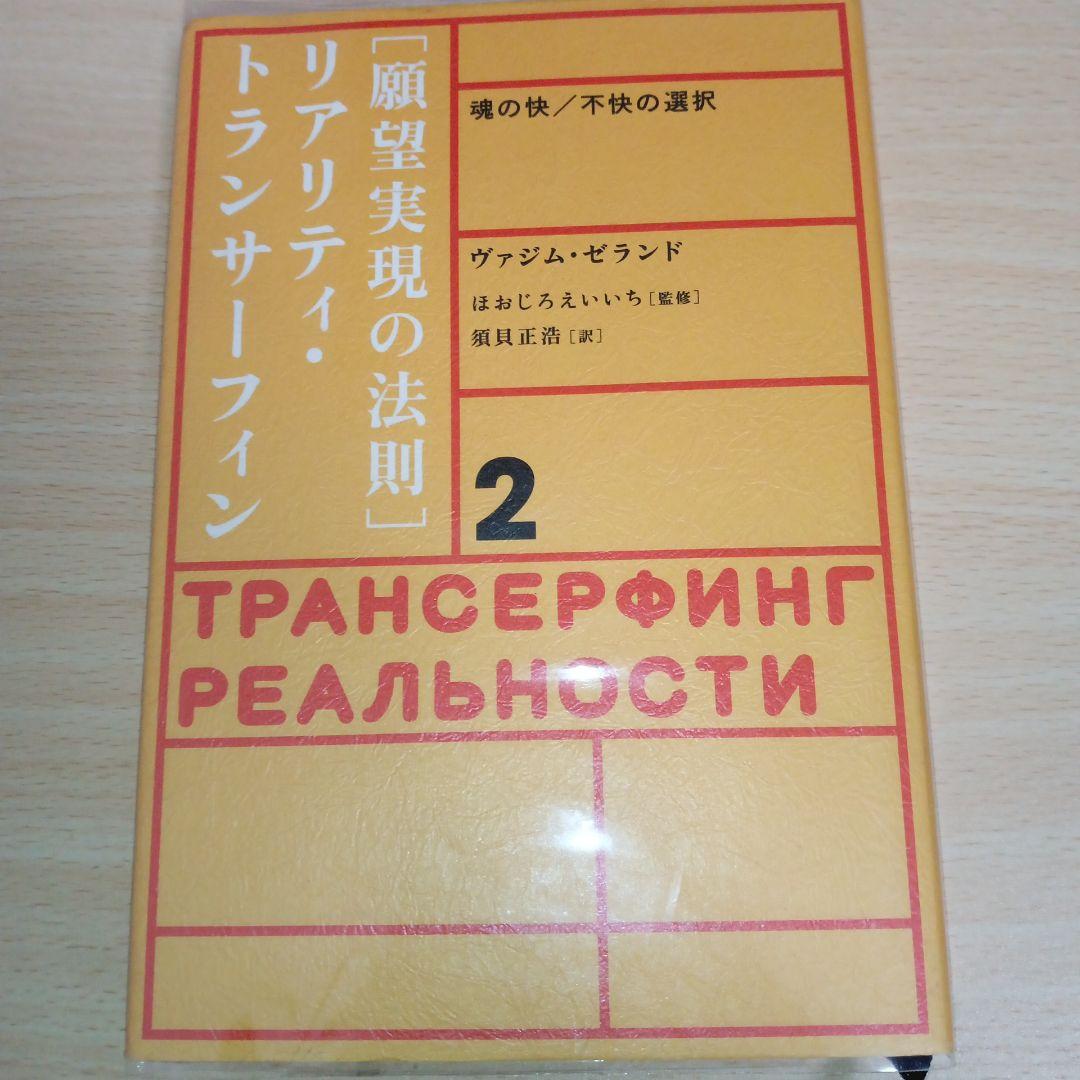 ［願望実現の法則］
リアリティ・
トランサーフィン
魂の快／不快の選択
ヴァジム・ゼランド
ほおじろえいいち［監修］
須貝正浩［訳］
2
ТРАНСЕРФИНГ
РЕАЛЬНОСТИ